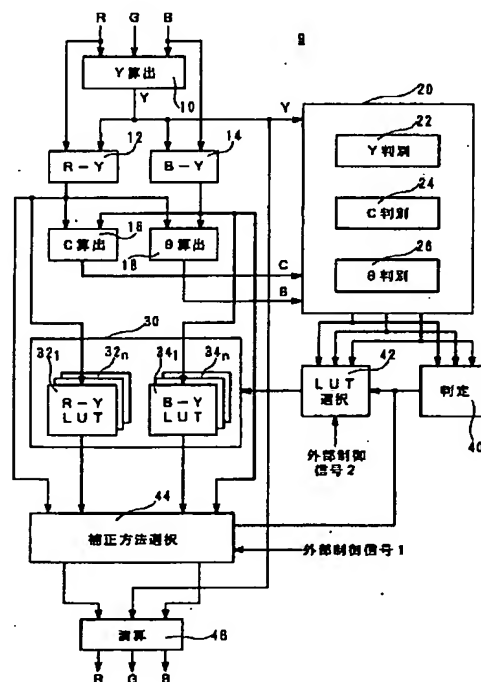 R G B
9
Y算出
10
Y
20
Y
22
Y判別
12
14
R-Y
B-Y
24
C判別
16
C算出
θ算出
18
26
θ判別
C
B
30
32₁ 32n 34₁ 34n
R-Y LUT
B-Y LUT
42
LUT選択
判定
40
外部制御信号2
44
補正方法選択
外部制御信号1
演算
46
R G B